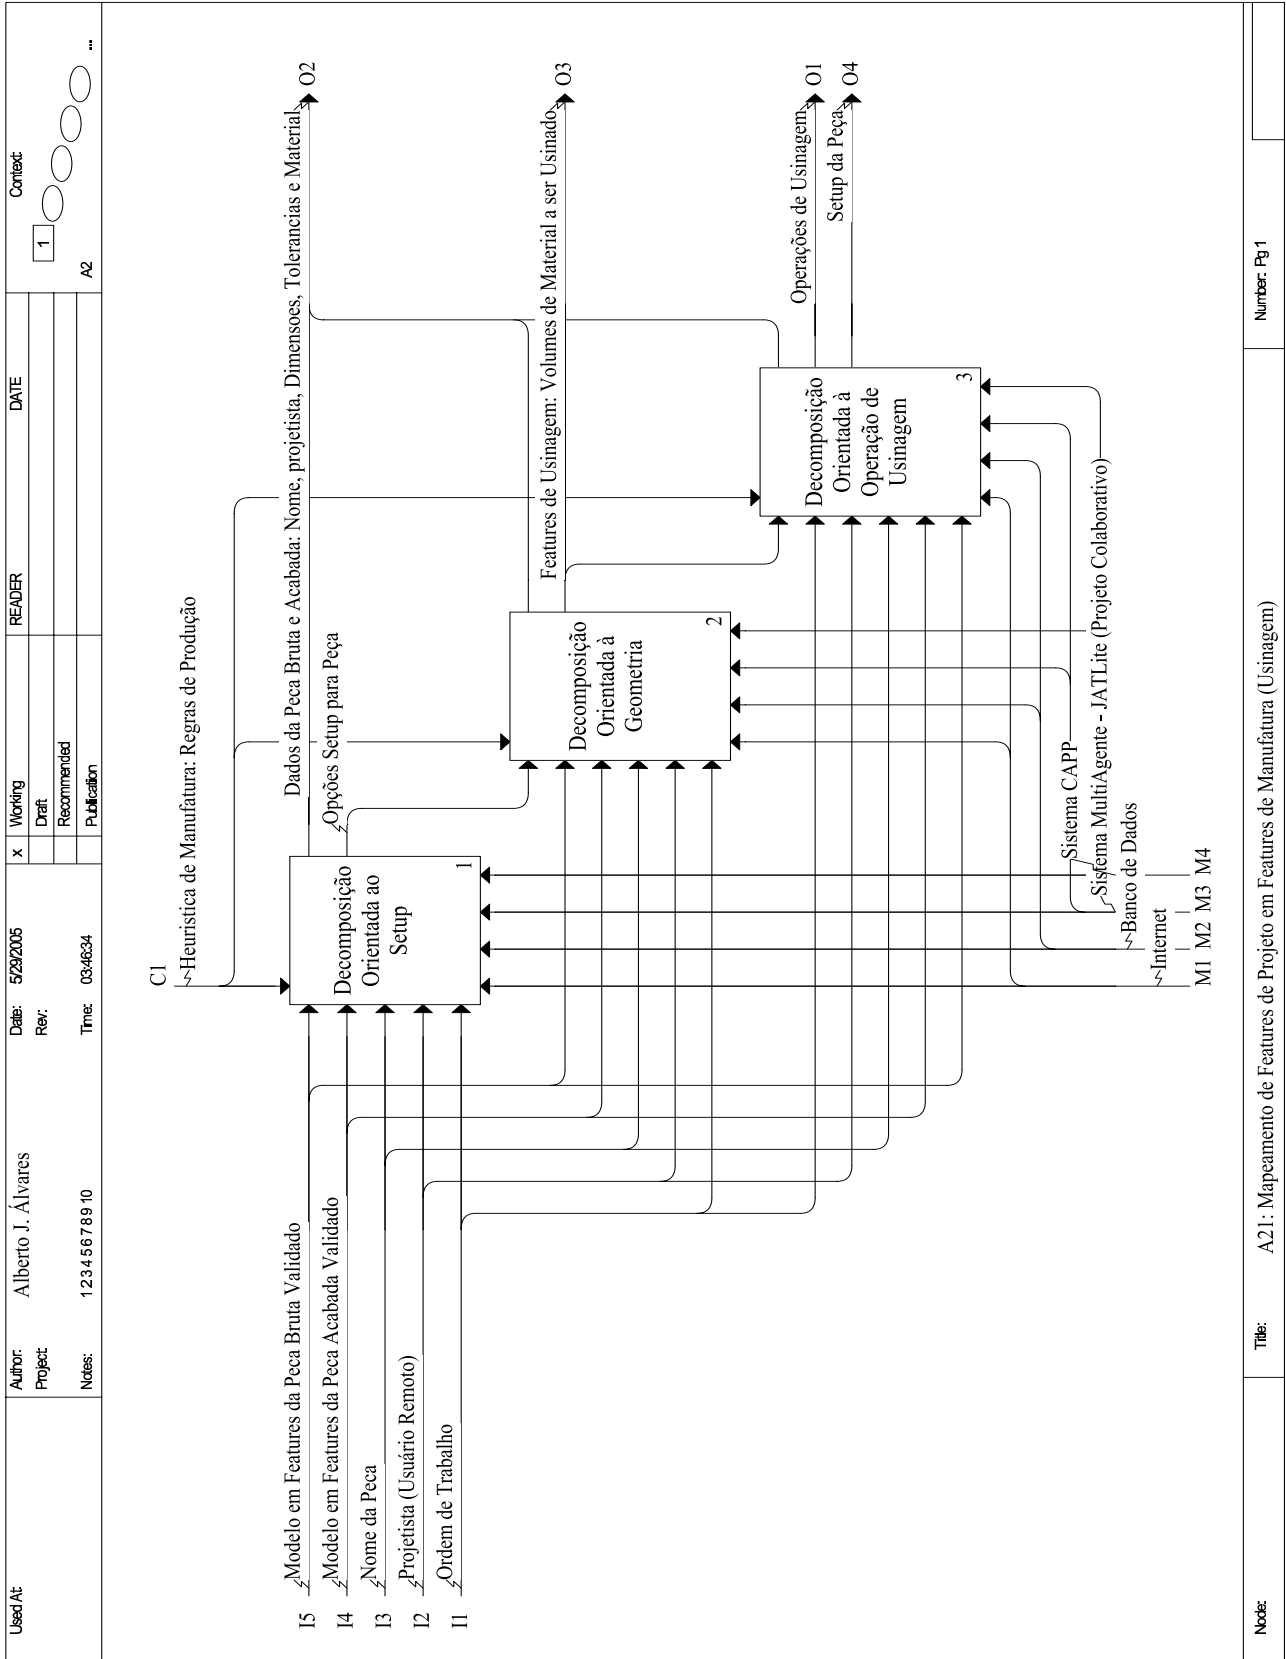 Used At:
Author: Alberto J. Álvares
Project:
Notes: 1 2 3 4 5 6 7 8 9 10
Date: 5/29/2005
Rev:
Time: 03:46:34
x Working
Draft
Recommended
Publication
READER
DATE
Context:
1
...
A2
C1
Heuristica de Manufatura: Regras de Produção
I5
Modelo em Features da Peca Bruta Validado
I4
Modelo em Features da Peca Acabada Validado
I3
Nome da Peca
I2
Projetista (Usuário Remoto)
I1
Ordem de Trabalho
Decomposição
Orientada ao
Setup
1
Dados da Peca Bruta e Acabada: Nome, projetista, Dimensoes, Tolerancias e Material
O2
Opções Setup para Peça
Decomposição
Orientada à
Geometria
2
Features de Usinagem: Volumes de Material a ser Usinado
O3
Decomposição
Orientada à
Operação de
Usinagem
3
Operações de Usinagem
O1
Setup da Peça
O4
Sistema CAPP
Sistema MultiAgente - JATLite (Projeto Colaborativo)
Banco de Dados
Internet
M1 M2 M3 M4
Node:
Title: A21: Mapeamento de Features de Projeto em Features de Manufatura (Usinagem)
Number: Pg 1